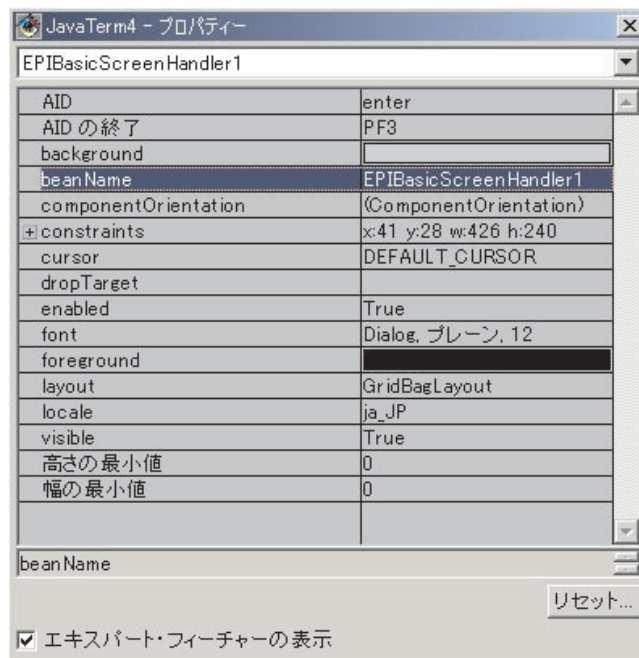 JavaTerm4 - プロパティー
EPIBasicScreenHandler1
AID enter
AID の終了 PF3
background
beanName EPIBasicScreenHandler1
componentOrientation (ComponentOrientation)
constraints x:41 y:28 w:426 h:240
cursor DEFAULT_CURSOR
dropTarget
enabled True
font Dialog, プレーン, 12
foreground
layout GridBagLayout
locale ja_JP
visible True
高さの最小値 0
幅の最小値 0
beanName
リセット...
エキスパート・フィーチャーの表示